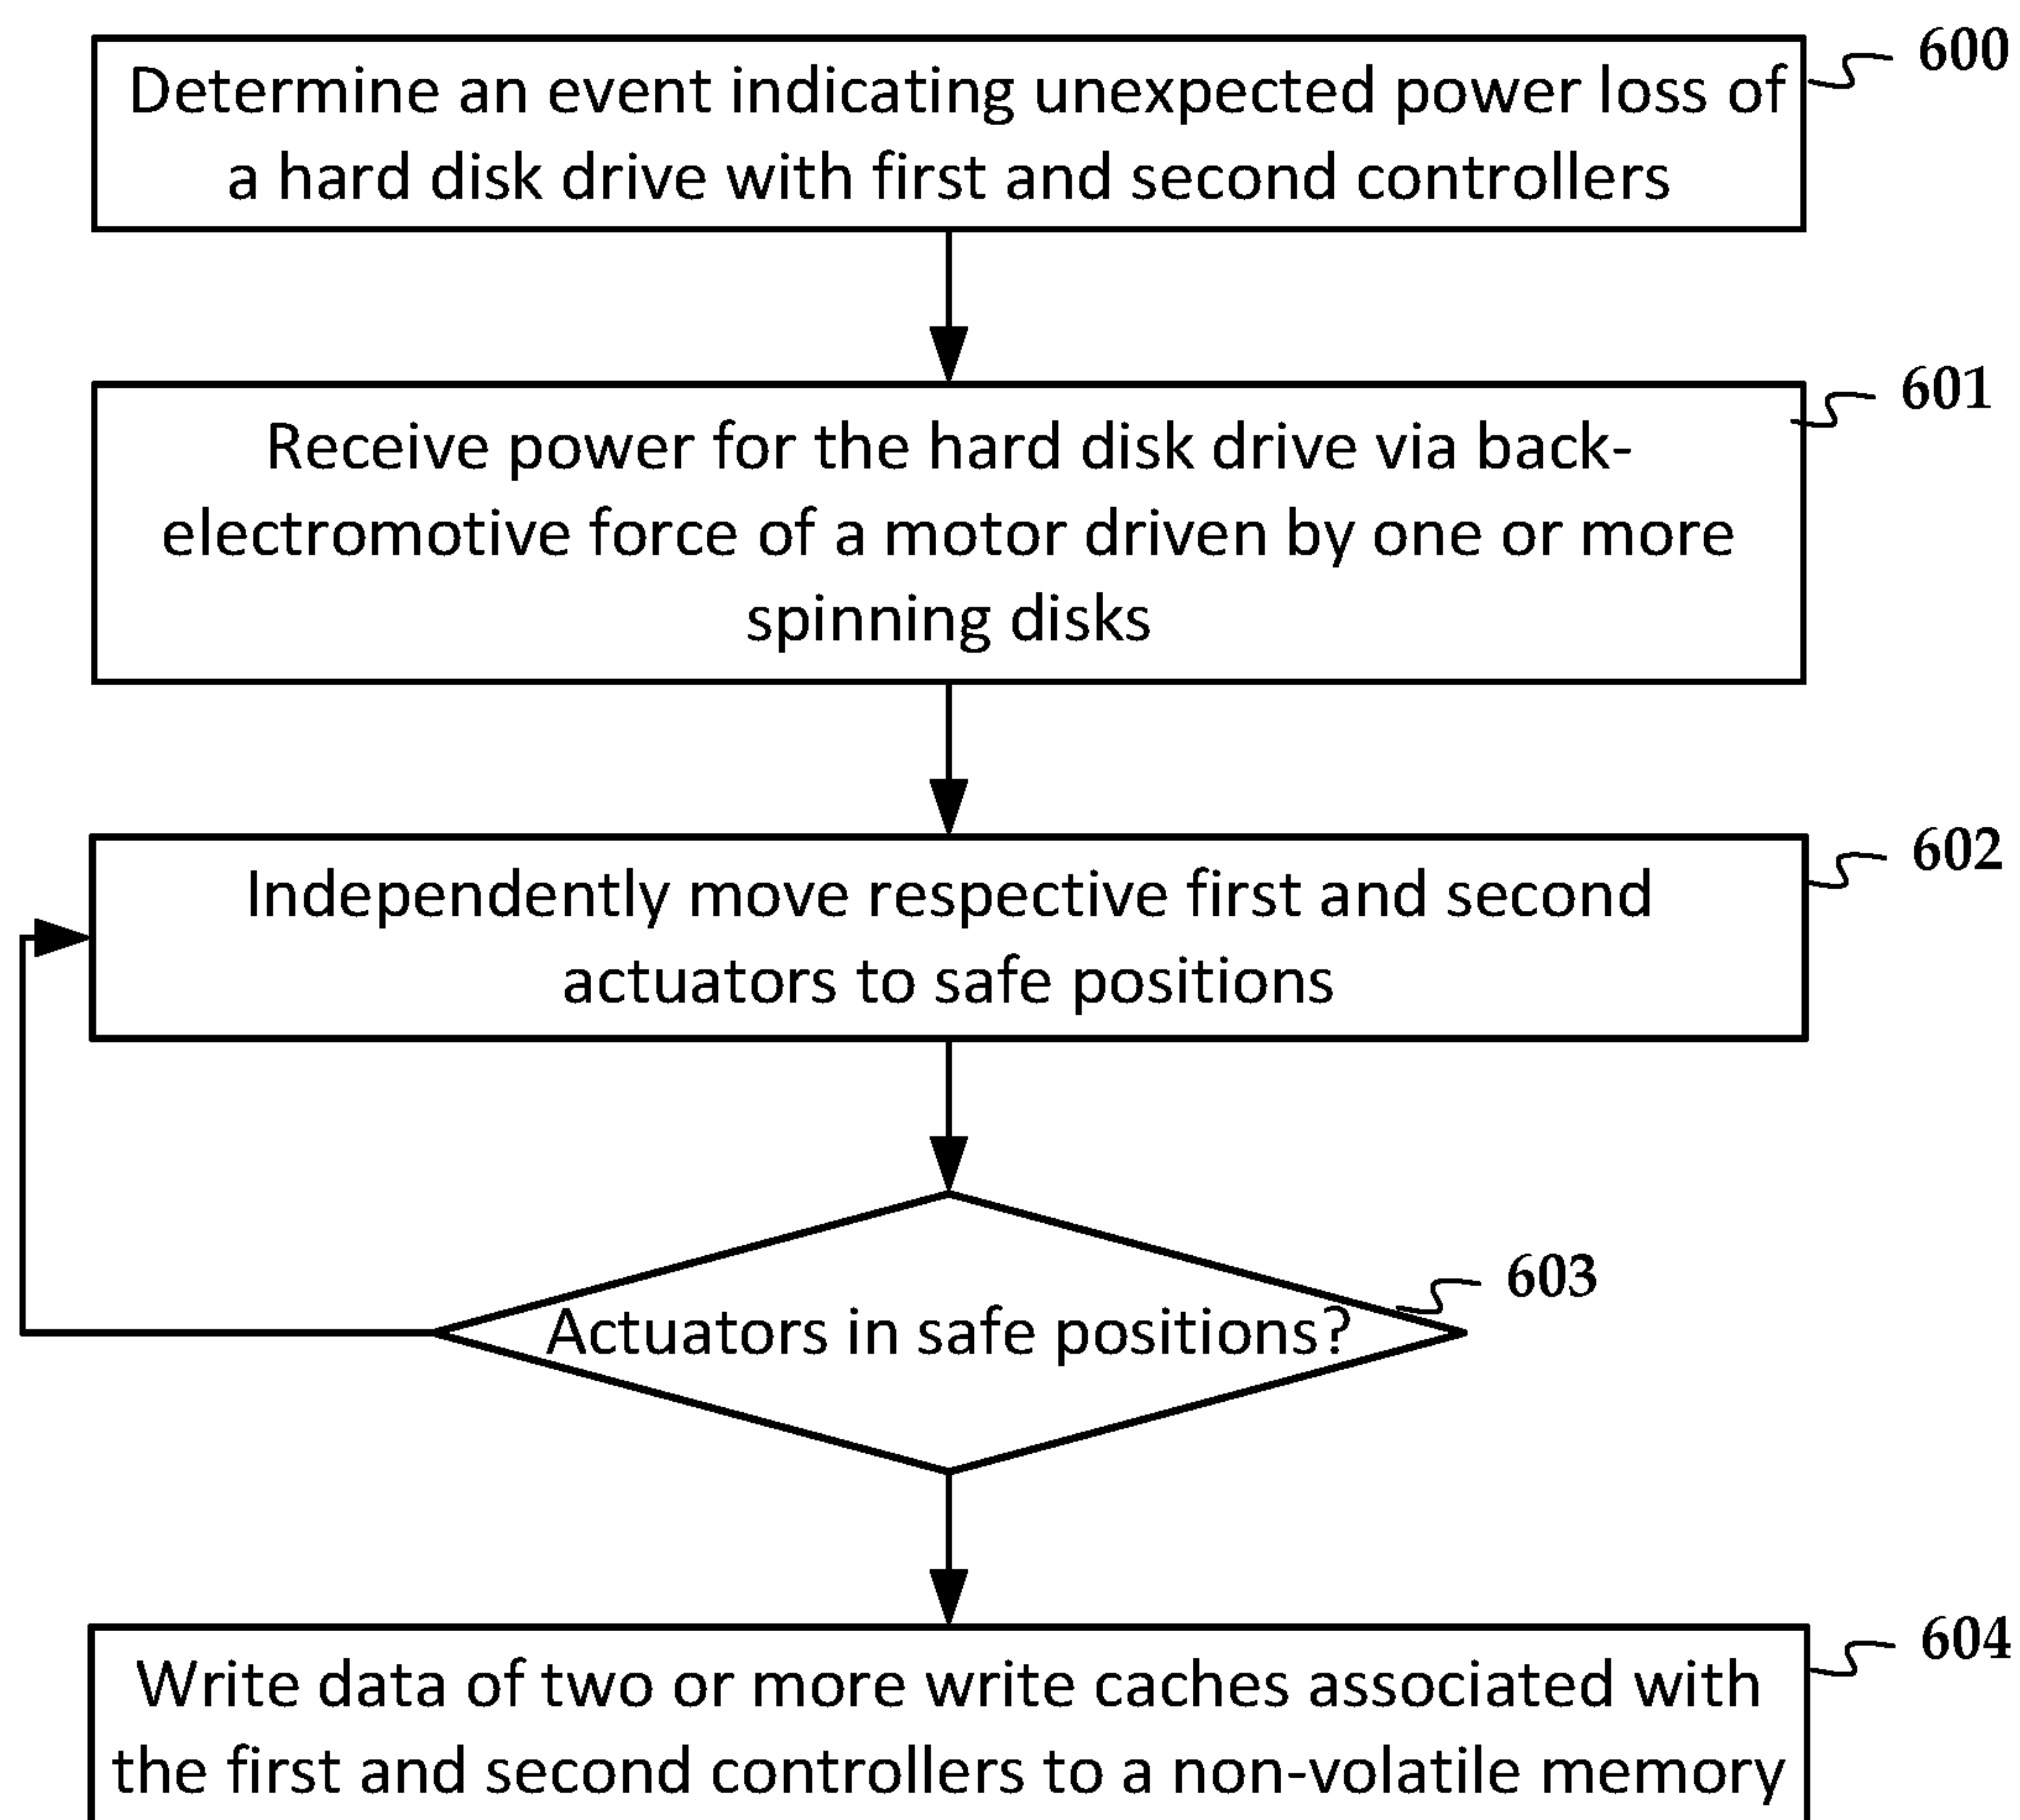 600
Determine an event indicating unexpected power loss of
a hard disk drive with first and second controllers
601
Receive power for the hard disk drive via back-
electromotive force of a motor driven by one or more
spinning disks
602
Independently move respective first and second
actuators to safe positions
603
Actuators in safe positions?
604
Write data of two or more write caches associated with
the first and second controllers to a non-volatile memory